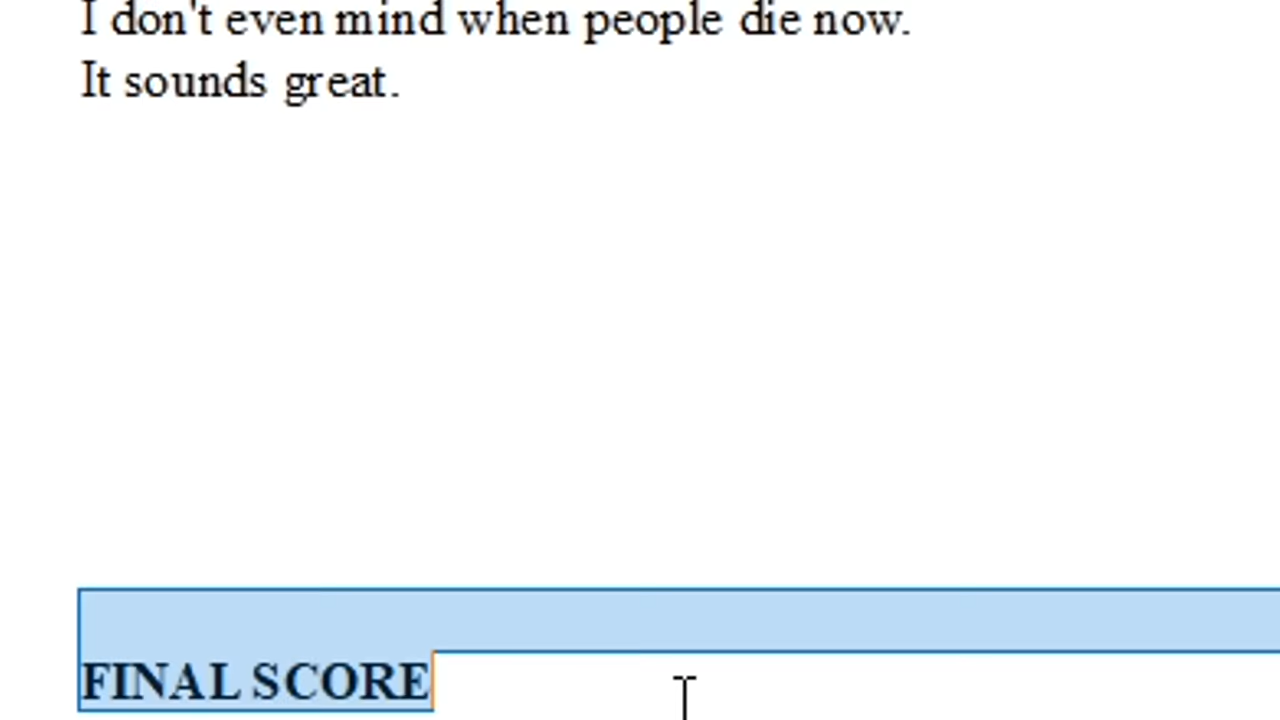 I don't even mind when people die now.
It sounds great.
FINAL SCORE